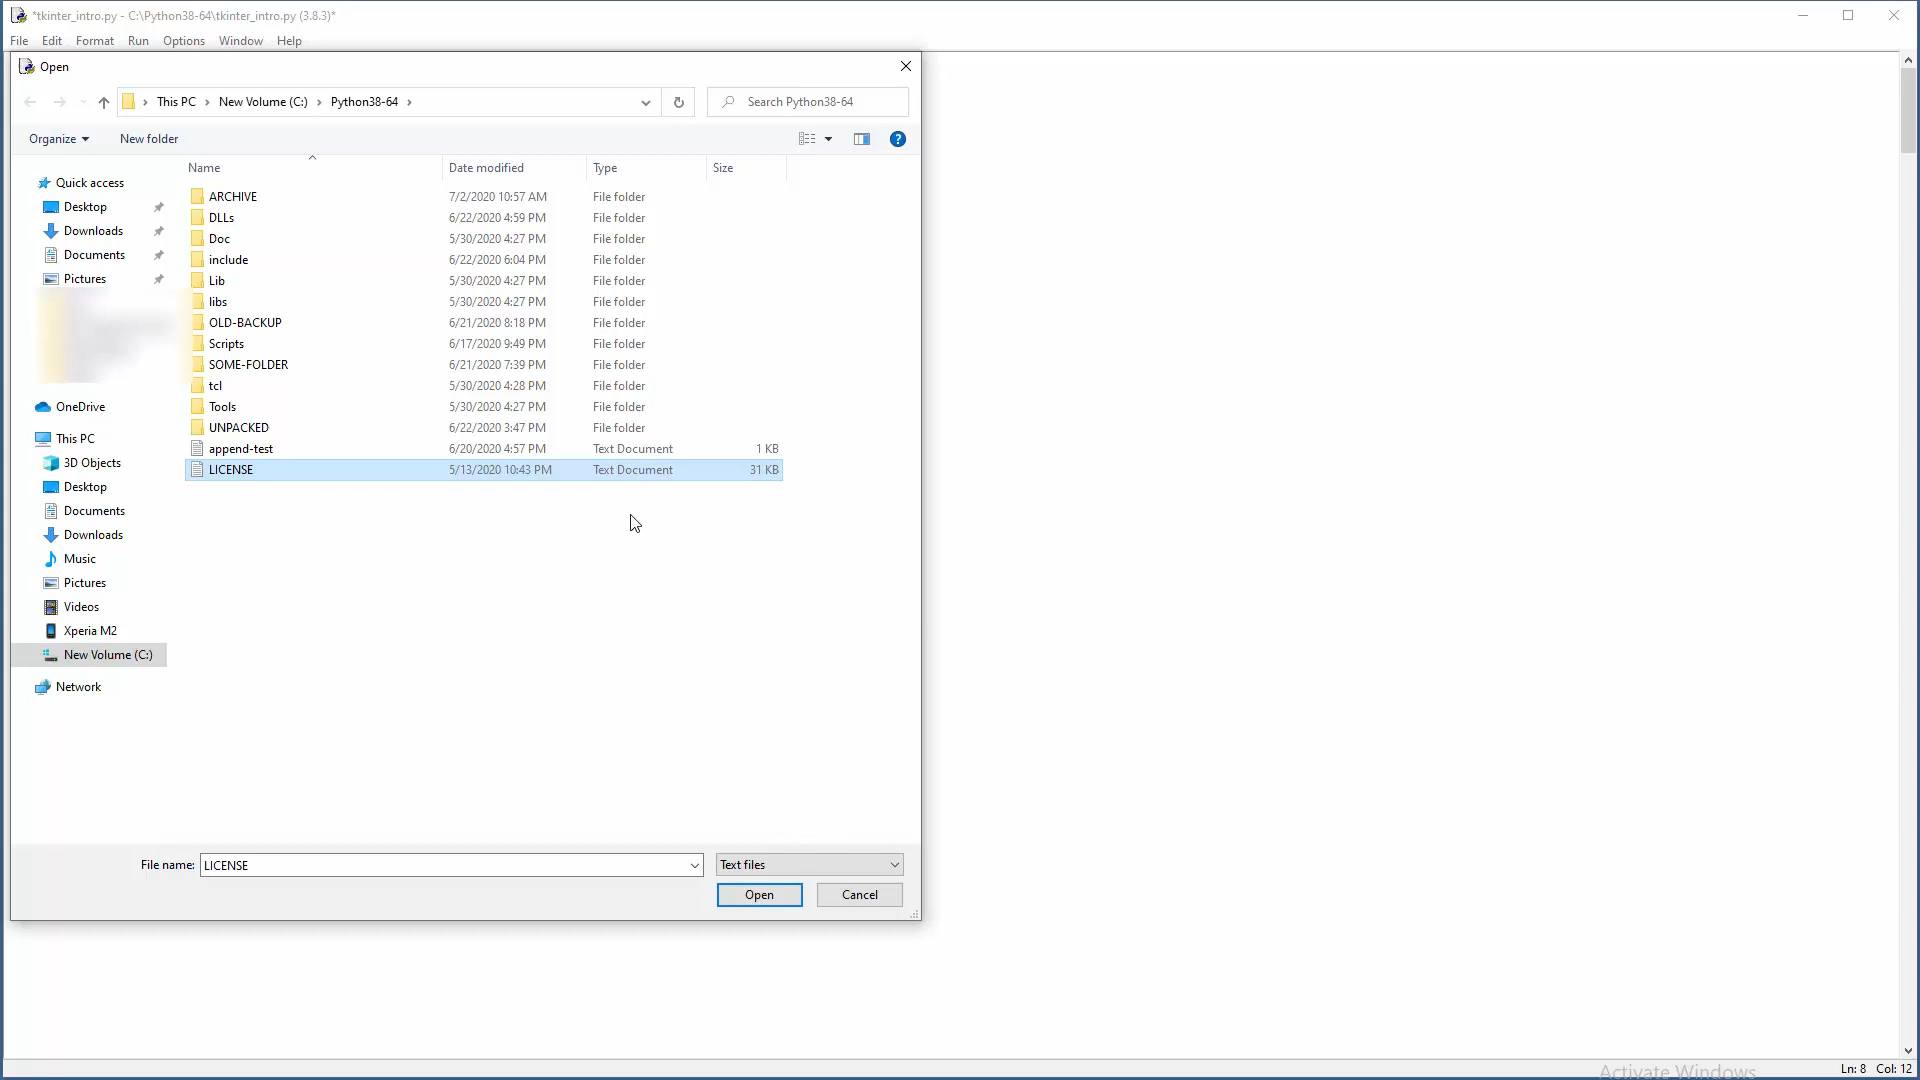 *tkinter_intro.py - C:\Python38-64\tkinter_intro.py (3.8.3)*
File Edit Format Run Options Window Help
Open
This PC New Volume (C:) Python38-64
Search Python38-64
Organize New folder
Name Date modified Type Size
Quick access
Desktop
Downloads
Documents
Pictures
OneDrive
This PC
3D Objects
Desktop
Documents
Downloads
Music
Pictures
Videos
Xperia M2
New Volume (C:)
Network
ARCHIVE 7/2/2020 10:57 AM File folder
DLLs 6/22/2020 4:59 PM File folder
Doc 5/30/2020 4:27 PM File folder
include 6/22/2020 6:04 PM File folder
Lib 5/30/2020 4:27 PM File folder
libs 5/30/2020 4:27 PM File folder
OLD-BACKUP 6/21/2020 8:18 PM File folder
Scripts 6/17/2020 9:49 PM File folder
SOME-FOLDER 6/21/2020 7:39 PM File folder
tcl 5/30/2020 4:28 PM File folder
Tools 5/30/2020 4:27 PM File folder
UNPACKED 6/22/2020 3:47 PM File folder
append-test 6/20/2020 4:57 PM Text Document 1 KB
LICENSE 5/13/2020 10:43 PM Text Document 31 KB
File name: LICENSE Text files
Open Cancel
Activate Windows
Ln: 8 Col: 12